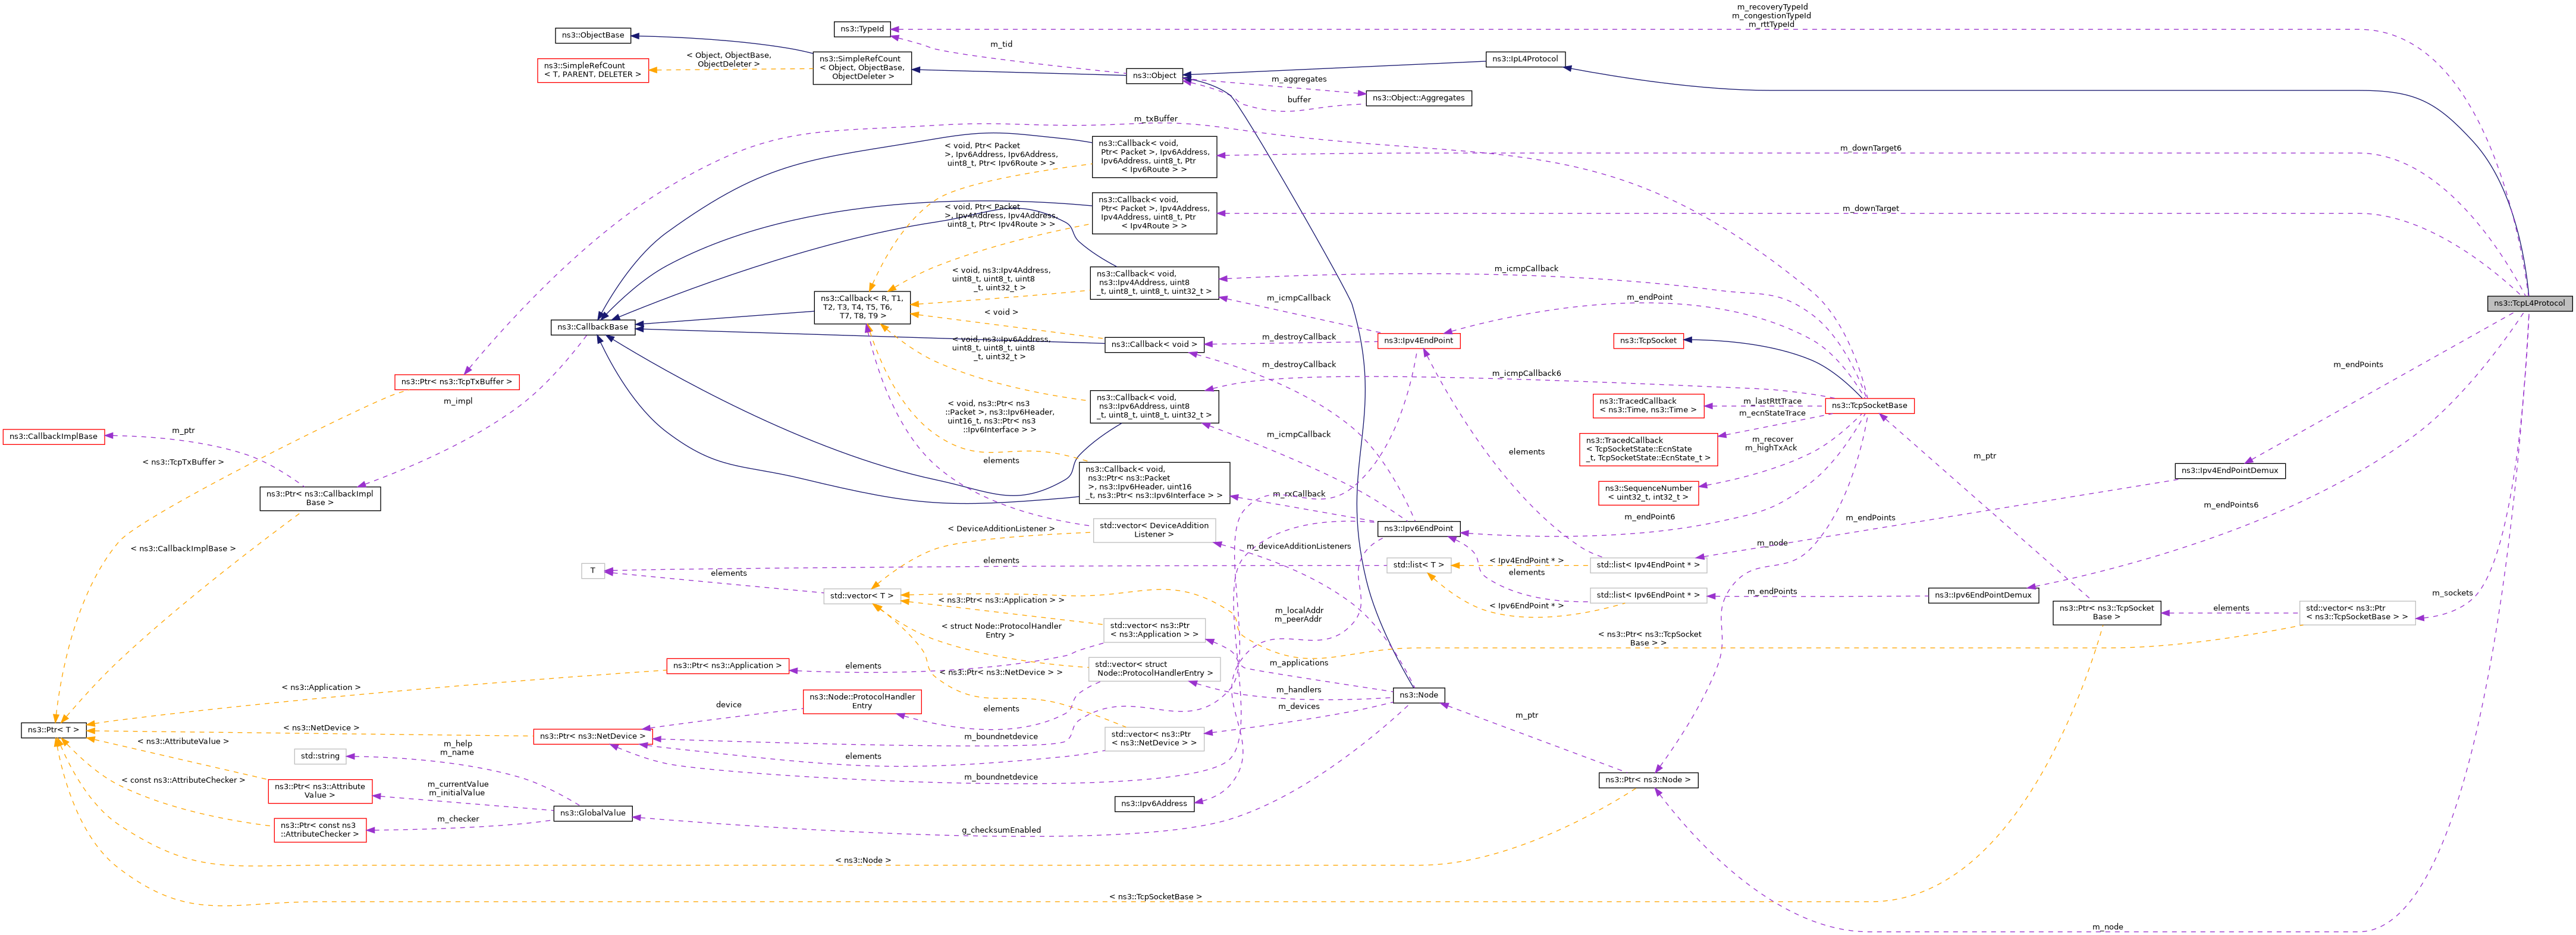 m_recoveryTypeId
m_congestionTypeId
m_rttTypeId
ns3::TypeId
ns3::ObjectBase
m_tid
< Object, ObjectBase,
ObjectDeleter >
ns3::SimpleRefCount
< T, PARENT, DELETER >
ns3::SimpleRefCount
< Object, ObjectBase,
ObjectDeleter >
ns3::Object
ns3::IpL4Protocol
m_aggregates
buffer
ns3::Object::Aggregates
m_txBuffer
ns3::Callback< void,
Ptr< Packet >, Ipv6Address,
Ipv6Address, uint8_t, Ptr
< Ipv6Route > >
< void, Ptr< Packet
>, Ipv6Address, Ipv6Address,
uint8_t, Ptr< Ipv6Route > >
m_downTarget6
ns3::Callback< void,
Ptr< Packet >, Ipv4Address,
Ipv4Address, uint8_t, Ptr
< Ipv4Route > >
< void, Ptr< Packet
>, Ipv4Address, Ipv4Address,
uint8_t, Ptr< Ipv4Route > >
m_downTarget
< void, ns3::Ipv4Address,
uint8_t, uint8_t, uint8
_t, uint32_t >
ns3::Callback< void,
ns3::Ipv4Address, uint8
_t, uint8_t, uint8_t, uint32_t >
m_icmpCallback
m_icmpCallback
m_endPoint
ns3::TcpL4Protocol
ns3::Callback< R, T1,
T2, T3, T4, T5, T6,
T7, T8, T9 >
< void >
ns3::CallbackBase
ns3::Callback< void >
m_destroyCallback
ns3::Ipv4EndPoint
ns3::TcpSocket
< void, ns3::Ipv6Address,
uint8_t, uint8_t, uint8
_t, uint32_t >
m_destroyCallback
m_endPoints
m_icmpCallback6
ns3::Ptr< ns3::TcpTxBuffer >
m_impl
ns3::Callback< void,
ns3::Ipv6Address, uint8
_t, uint8_t, uint8_t, uint32_t >
ns3::TracedCallback
< ns3::Time, ns3::Time >
m_lastRttTrace
m_ecnStateTrace
ns3::TcpSocketBase
< void, ns3::Ptr< ns3
::Packet >, ns3::Ipv6Header,
uint16_t, ns3::Ptr< ns3
::Ipv6Interface > >
ns3::CallbackImplBase
m_ptr
m_icmpCallback
ns3::TracedCallback
< TcpSocketState::EcnState
_t, TcpSocketState::EcnState_t >
m_recover
m_highTxAck
elements
m_ptr
< ns3::TcpTxBuffer >
elements
ns3::Callback< void,
ns3::Ptr< ns3::Packet
>, ns3::Ipv6Header, uint16
_t, ns3::Ptr< ns3::Ipv6Interface > >
ns3::Ipv4EndPointDemux
ns3::Ptr< ns3::CallbackImpl
Base >
m_rxCallback
ns3::SequenceNumber
< uint32_t, int32_t >
m_endPoints6
m_endPoint6
m_endPoints
< DeviceAdditionListener >
std::vector< DeviceAddition
Listener >
ns3::Ipv6EndPoint
< ns3::CallbackImplBase >
m_deviceAdditionListeners
m_node
elements
< Ipv4EndPoint * >
std::list< T >
std::list< Ipv4EndPoint * >
T
elements
elements
std::vector< T >
< ns3::Ptr< ns3::Application > >
m_localAddr
m_peerAddr
< Ipv6EndPoint * >
std::list< Ipv6EndPoint * >
m_endPoints
ns3::Ipv6EndPointDemux
m_sockets
ns3::Ptr< ns3::TcpSocket
Base >
elements
std::vector< ns3::Ptr
< ns3::TcpSocketBase > >
< struct Node::ProtocolHandler
Entry >
std::vector< ns3::Ptr
< ns3::Application > >
< ns3::Ptr< ns3::TcpSocket
Base > >
ns3::Ptr< ns3::Application >
elements
< ns3::Ptr< ns3::NetDevice > >
std::vector< struct
Node::ProtocolHandlerEntry >
m_applications
< ns3::Application >
ns3::Node::ProtocolHandler
Entry
device
elements
m_handlers
m_devices
ns3::Node
m_ptr
ns3::Ptr< T >
< ns3::NetDevice >
ns3::Ptr< ns3::NetDevice >
m_boundnetdevice
std::vector< ns3::Ptr
< ns3::NetDevice > >
< ns3::AttributeValue >
m_help
m_name
std::string
elements
m_boundnetdevice
< const ns3::AttributeChecker >
ns3::Ptr< ns3::Attribute
Value >
m_currentValue
m_initialValue
ns3::Ptr< ns3::Node >
ns3::Ipv6Address
ns3::GlobalValue
m_checker
ns3::Ptr< const ns3
::AttributeChecker >
g_checksumEnabled
< ns3::Node >
< ns3::TcpSocketBase >
m_node